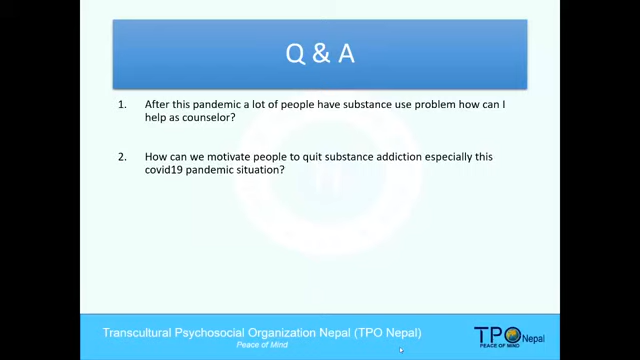 Q & A
1. After this pandemic a lot of people have substance use problem how can I
help as counselor?
2. How can we motivate people to quit substance addiction especially this
covid19 pandemic situation?
Transcultural Psychosocial Organization Nepal (TPO Nepal)
Peace of Mind
TPO Nepal
PEACE OF MIND